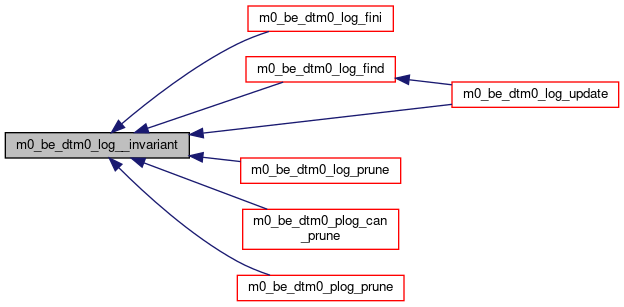 m0_be_dtm0_log_fini
m0_be_dtm0_log_find
m0_be_dtm0_log_update
m0_be_dtm0_log__invariant
m0_be_dtm0_log_prune
m0_be_dtm0_plog_can
_prune
m0_be_dtm0_plog_prune